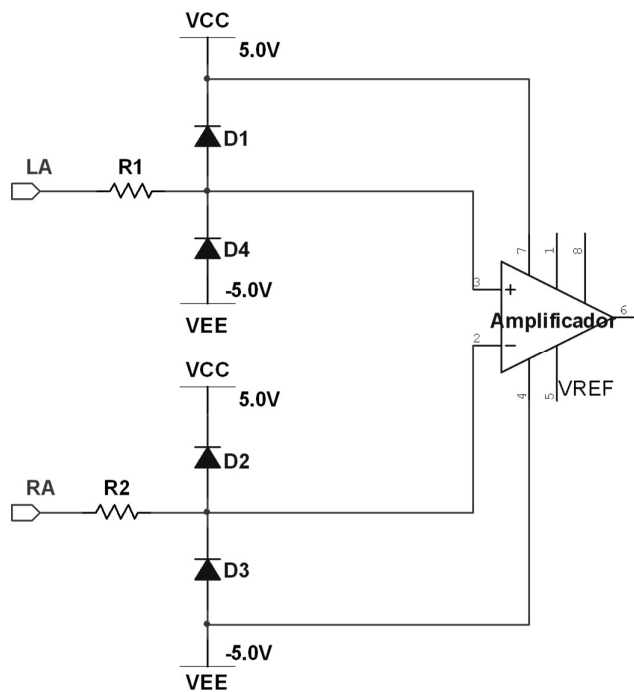 VCC
5.0V
D1
LA
R1
D4
-5.0V
VEE
7
1
8
3
+
Amplificador
6
2
−
4
5
VREF
VCC
5.0V
D2
RA
R2
D3
-5.0V
VEE